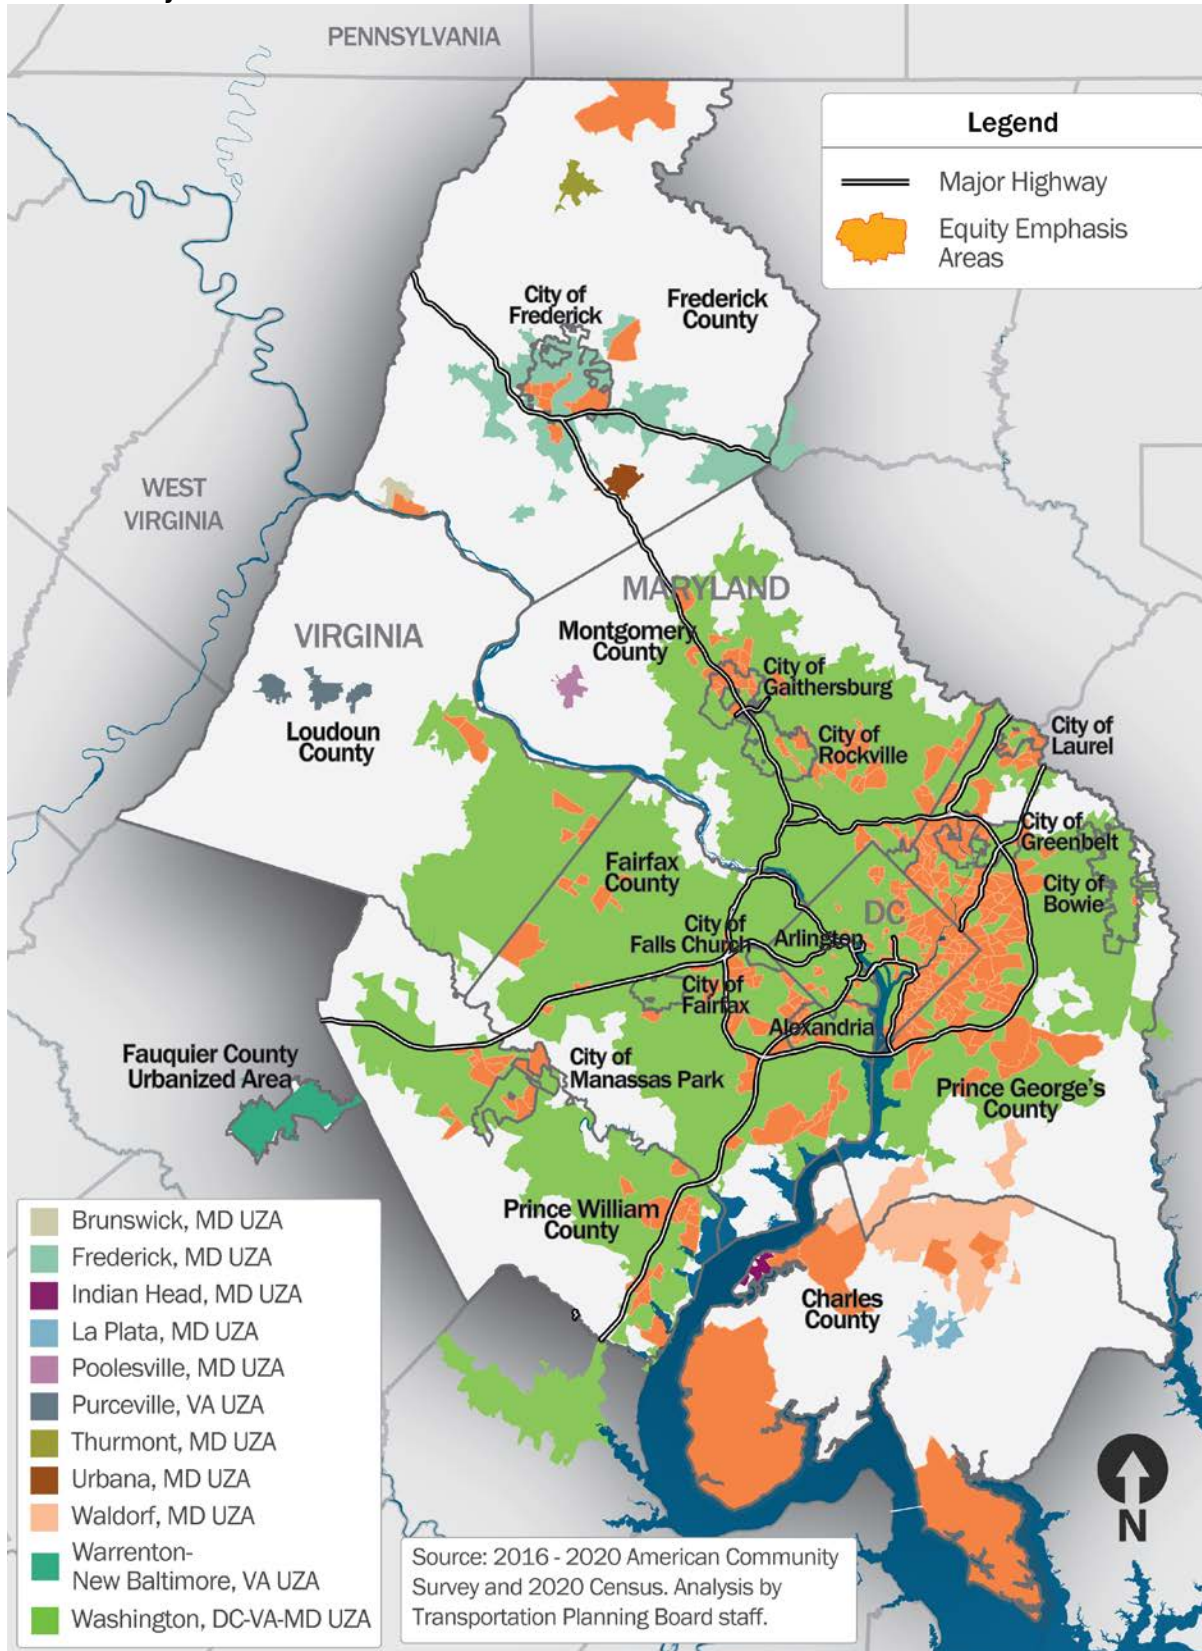 PENNSYLVANIA
Legend
Major Highway
Equity Emphasis
Areas
City of
Frederick
Frederick
County
WEST
VIRGINIA
MARYLAND
VIRGINIA
Montgomery
County
City of
Gaithersburg
Loudoun
County
City of
Rockville
City of
Laurel
City of
Greenbelt
Fairfax
County
City of
Bowie
DC
City of
Falls Church
Arlington
City of
Fairfax
Alexandria
Fauquier County
Urbanized Area
City of
Manassas Park
Prince George's
County
Prince William
County
Charles
County
Brunswick, MD UZA
Frederick, MD UZA
Indian Head, MD UZA
La Plata, MD UZA
Poolesville, MD UZA
Purceville, VA UZA
Thurmont, MD UZA
Urbana, MD UZA
Waldorf, MD UZA
Warrenton-
New Baltimore, VA UZA
Washington, DC-VA-MD UZA
Source: 2016 - 2020 American Community
Survey and 2020 Census. Analysis by
Transportation Planning Board staff.
N